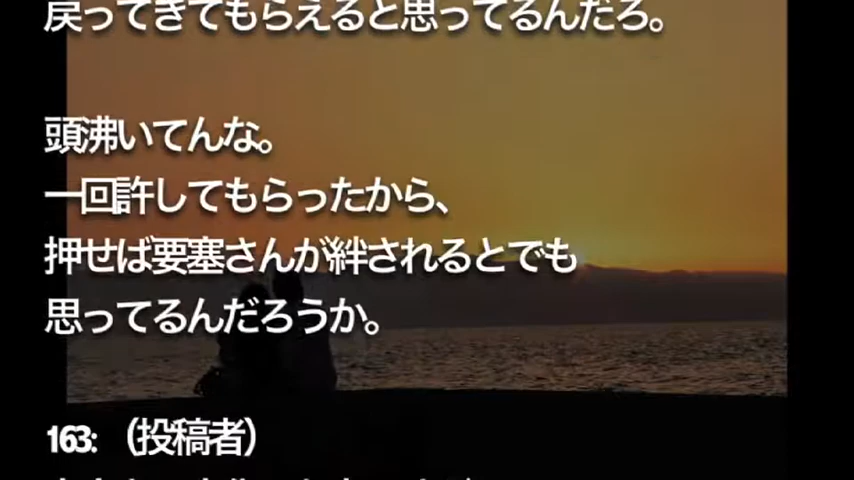 戻ってきてもらえると思ってるんだろ。
頭沸いてんな。
一回許してもらったから、
押せば要塞さんが絆されるとでも
思ってるんだろうか。
163: （投稿者）